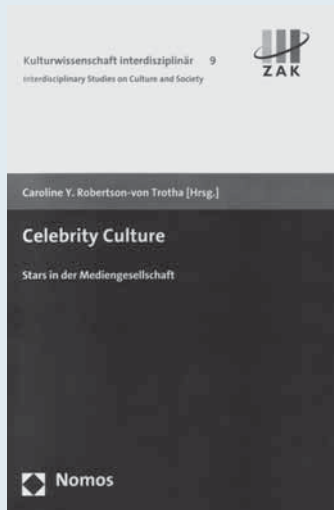 Kulturwissenschaft interdisziplinär 9
Interdisciplinary Studies on Culture and Society
ZAK
Caroline Y. Robertson-von Trotha [Hrsg.]
Celebrity Culture
Stars in der Mediengesellschaft
Nomos